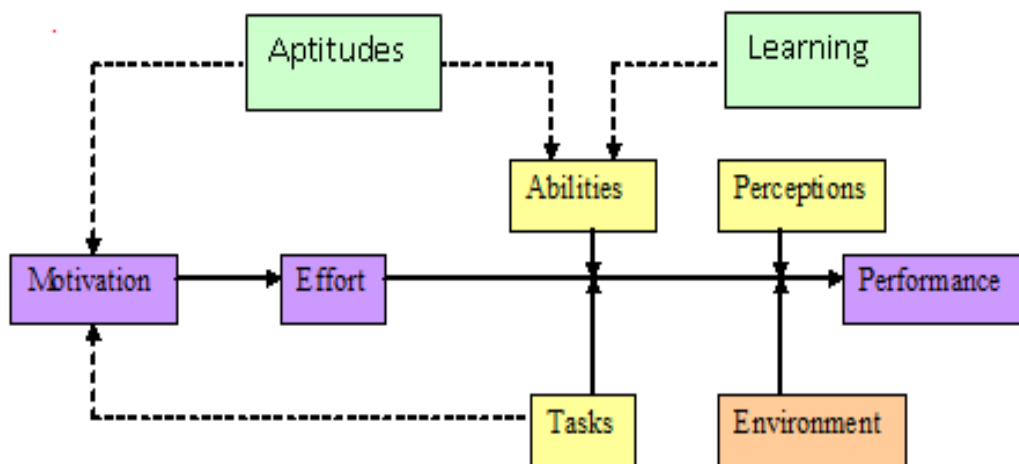 Aptitudes
Learning
Abilities
Perceptions
Motivation
Effort
Performance
Tasks
Environment